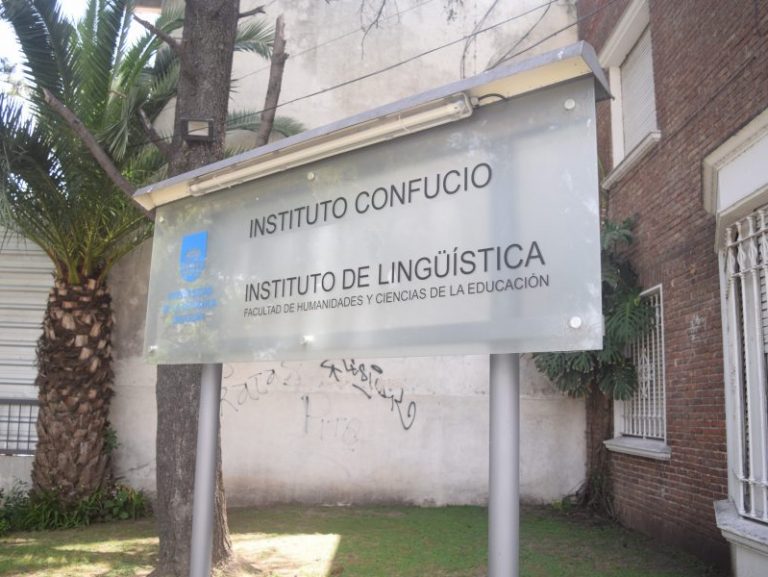 INSTITUTO CONFUCIO
INSTITUTO DE LINGÜÍSTICA
FACULTAD DE HUMANIDADES Y CIENCIAS DE LA EDUCACIÓN